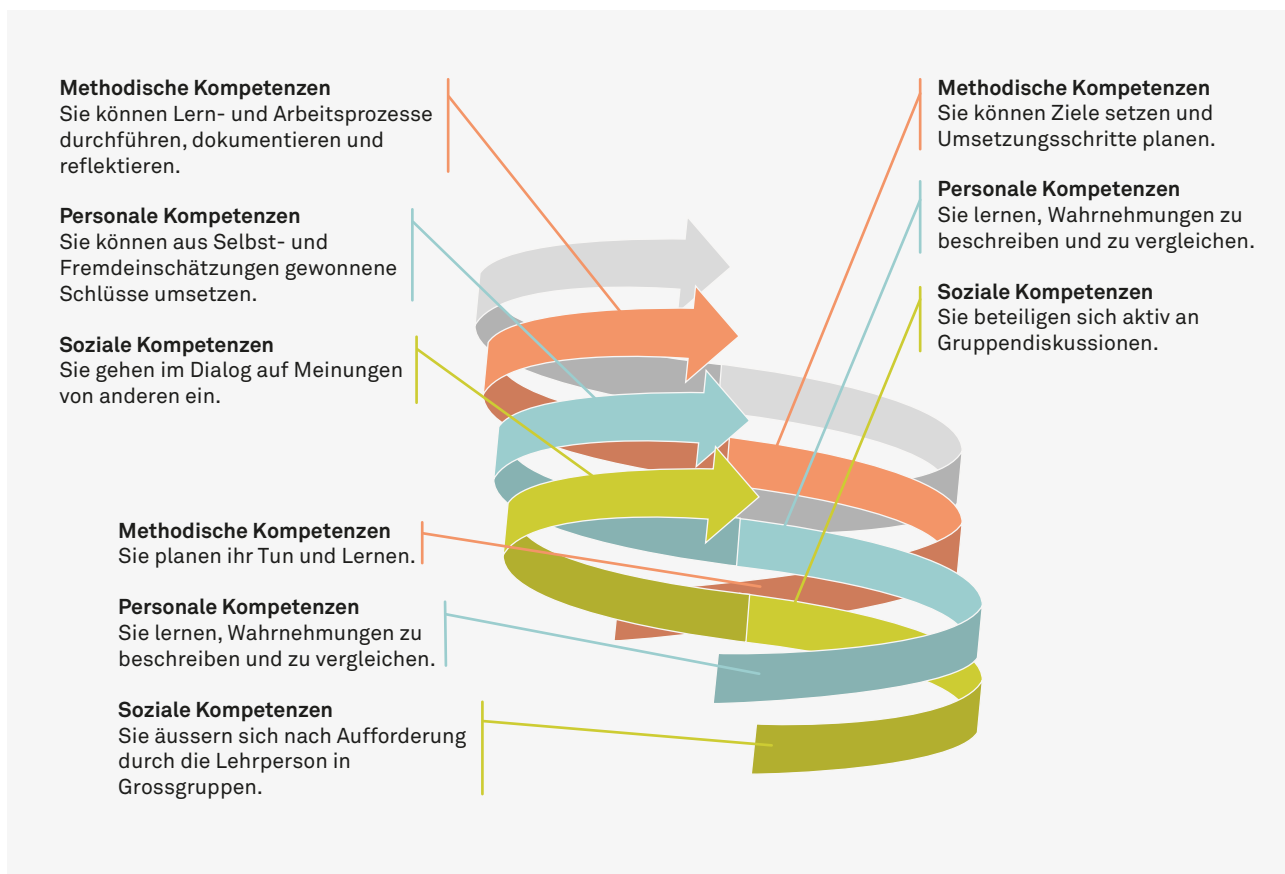 Methodische Kompetenzen
Sie können Lern- und Arbeitsprozesse
durchführen, dokumentieren und
reflektieren.
Personale Kompetenzen
Sie können aus Selbst- und
Fremdeinschätzungen gewonnene
Schlüsse umsetzen.
Soziale Kompetenzen
Sie gehen im Dialog auf Meinungen
von anderen ein.
Methodische Kompetenzen
Sie planen ihr Tun und Lernen.
Personale Kompetenzen
Sie lernen, Wahrnehmungen zu
beschreiben und zu vergleichen.
Soziale Kompetenzen
Sie äussern sich nach Aufforderung
durch die Lehrperson in
Grossgruppen.
Methodische Kompetenzen
Sie können Ziele setzen und
Umsetzungsschritte planen.
Personale Kompetenzen
Sie lernen, Wahrnehmungen zu
beschreiben und zu vergleichen.
Soziale Kompetenzen
Sie beteiligen sich aktiv an
Gruppendiskussionen.